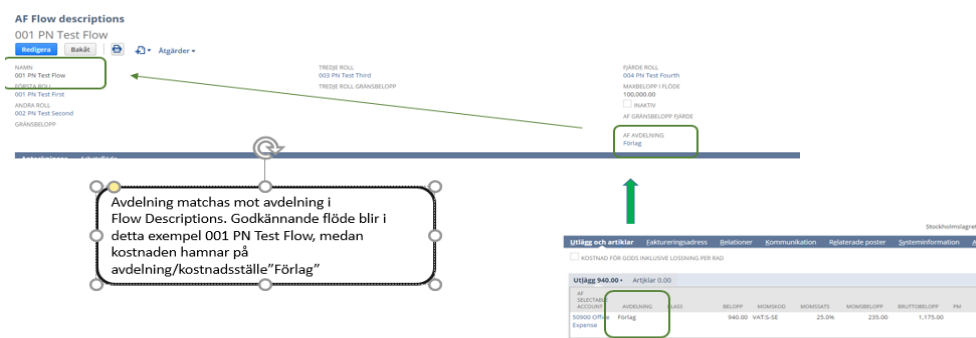 AF Flow descriptions
001 PN Test Flow
Redigera Bakåt Åtgärder
NAMN
001 PN Test Flow
FÖRSTA ROLL
001 PN Test First
ANDRA ROLL
002 PN Test Second
GRÄNSBELOPP
TREDJE ROLL
003 PN Test Third
TREDJE ROLL GRÄNSBELOPP
FJÄRDE ROLL
004 PN Test Fourth
MAXBELOPP I FLÖDE
100,000.00
INAKTIV
AF GRÄNSBELOPP FJÄRDE
AF AVDELNING
Förlag
Avdelning matchas mot avdelning i
Flow Descriptions. Godkännande flöde blir i
detta exempel 001 PN Test Flow, medan
kostnaden hamnar på
avdelning/kostnadsställe”Förlag”
Stockholmslagret
Utlägg och artiklar Faktureringsadress Relationer Kommunikation Relaterade poster Systeminformation
KOSTNAD FÖR GODS INKLUSIVE LOSSNING PER RAD
Utlägg 940.00 • Artiklar 0.00
AF
SELECTABLE
ACCOUNT AVDELNING KLASS BELOPP MOMSKOD MOMSSATS MOMSBELOPP BRUTTOBELOPP PM
50900 Office Förlag 940.00 VAT:S-SE 25.0% 235.00 1,175.00
Expense